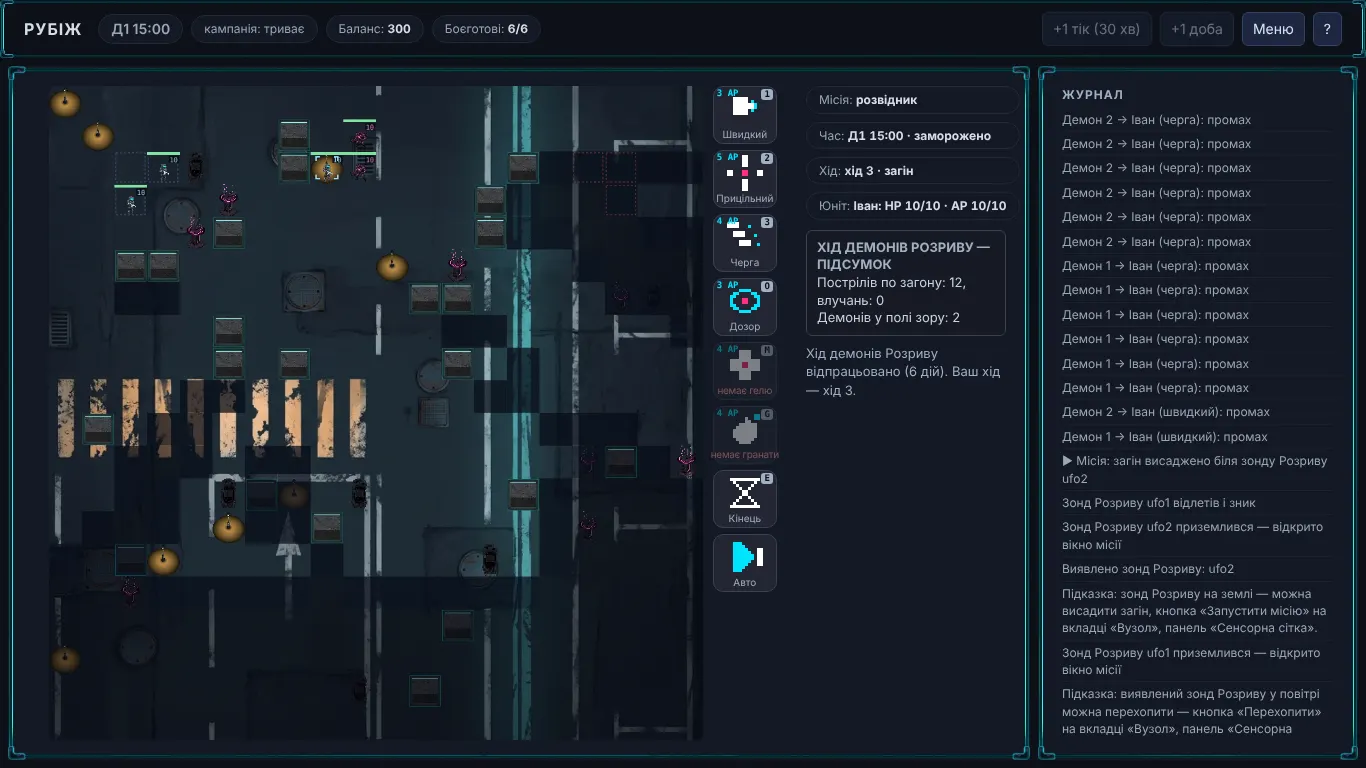 РУБІЖ
Д1 15:00
кампанія: триває
Баланс: 300
Боєготові: 6/6
+1 тік (30 хв)
+1 доба
Меню
?
10
10
10
10
3 AP
1
Швидкий
5 AP
2
Прицільний
4 AP
3
Черга
3 AP
O
Дозор
4 AP
немає гелю
4 AP
G
немає гранати
E
Кінець
Авто
Місія: розвідник
Час: Д1 15:00 · заморожено
Хід: хід 3 · загін
Юніт: Іван: HP 10/10 · AP 10/10
ХІД ДЕМОНІВ РОЗРИВУ —
ПІДСУМОК
Пострілів по загону: 12,
влучань: 0
Демонів у полі зору: 2
Хід демонів Розриву
відпрацьовано (6 дій). Ваш хід
— хід 3.
ЖУРНАЛ
Демон 2 → Іван (черга): промах
Демон 2 → Іван (черга): промах
Демон 2 → Іван (черга): промах
Демон 2 → Іван (черга): промах
Демон 2 → Іван (черга): промах
Демон 2 → Іван (черга): промах
Демон 1 → Іван (черга): промах
Демон 1 → Іван (черга): промах
Демон 1 → Іван (черга): промах
Демон 1 → Іван (черга): промах
Демон 1 → Іван (черга): промах
Демон 1 → Іван (черга): промах
Демон 2 → Іван (швидкий): промах
Демон 1 → Іван (швидкий): промах
▶ Місія: загін висаджено біля зонду Розриву
ufo2
Зонд Розриву ufo1 відлетів і зник
Зонд Розриву ufo2 приземлився — відкрито
вікно місії
Виявлено зонд Розриву: ufo2
Підказка: зонд Розриву на землі — можна
висадити загін, кнопка «Запустити місію» на
вкладці «Вузол», панель «Сенсорна сітка».
Зонд Розриву ufo1 приземлився — відкрито
вікно місії
Підказка: виявлений зонд Розриву у повітрі
можна перехопити — кнопка «Перехопити»
на вкладці «Вузол», панель «Сенсорна